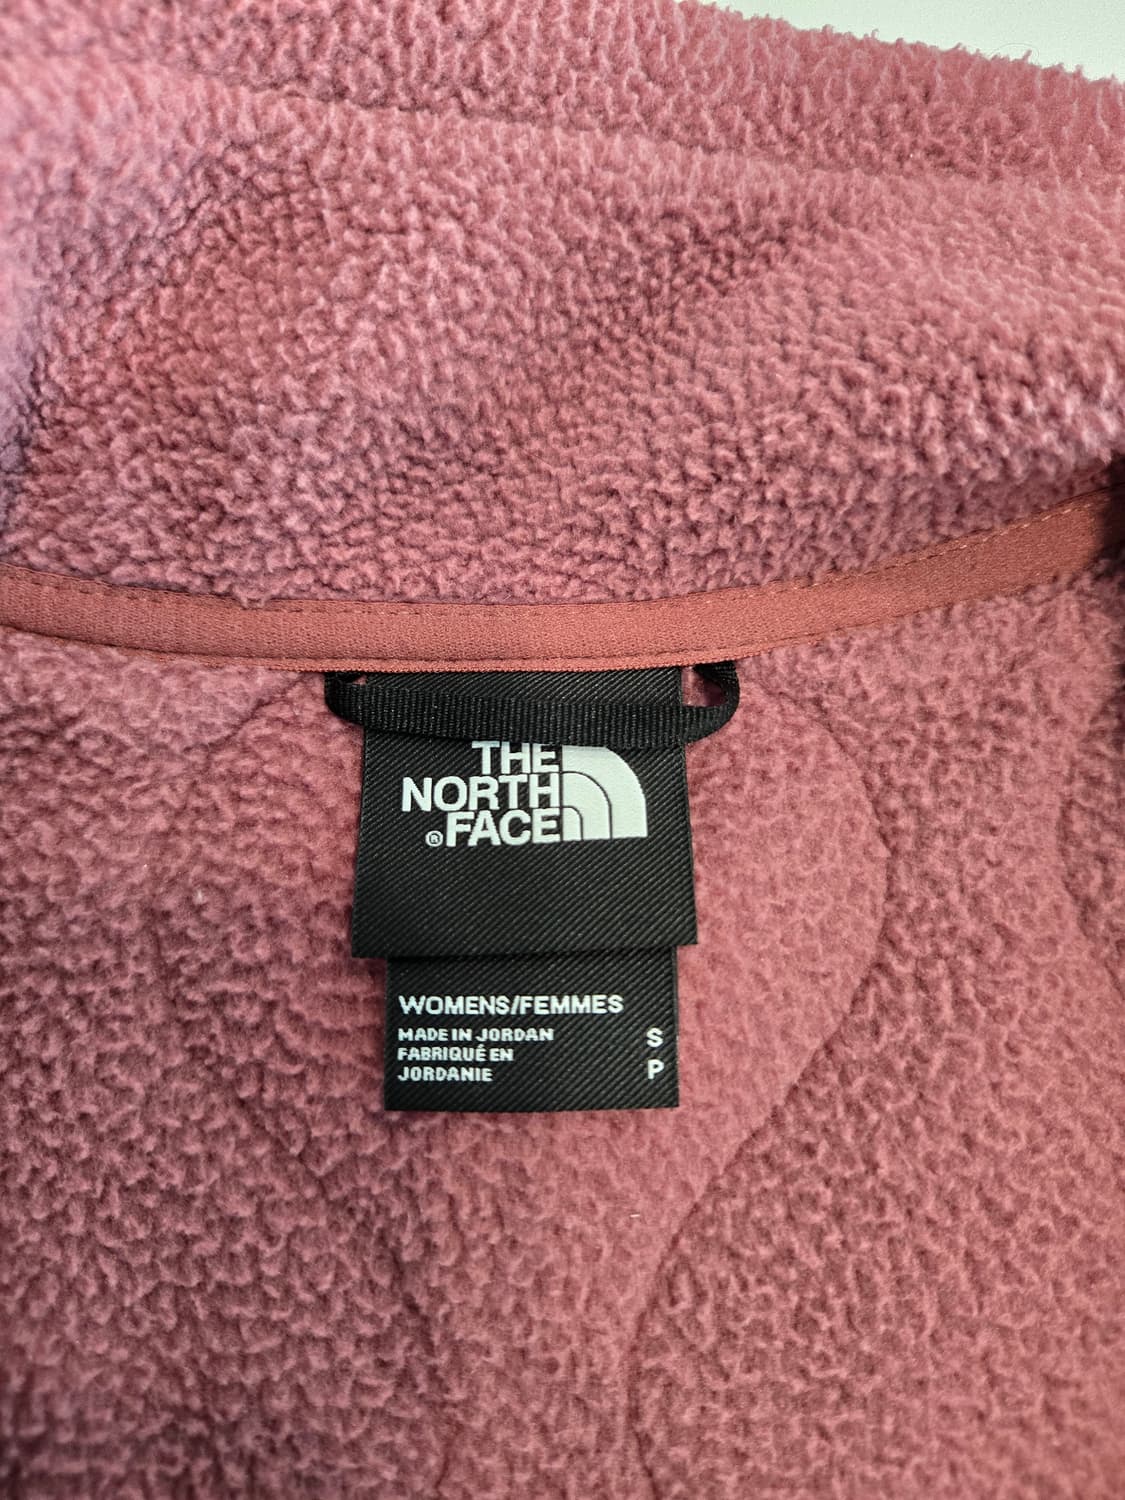 THE
NORTH
®FACE
WOMENS/FEMMES
MADE IN JORDAN S
FABRIQUÉ EN
JORDANIE P